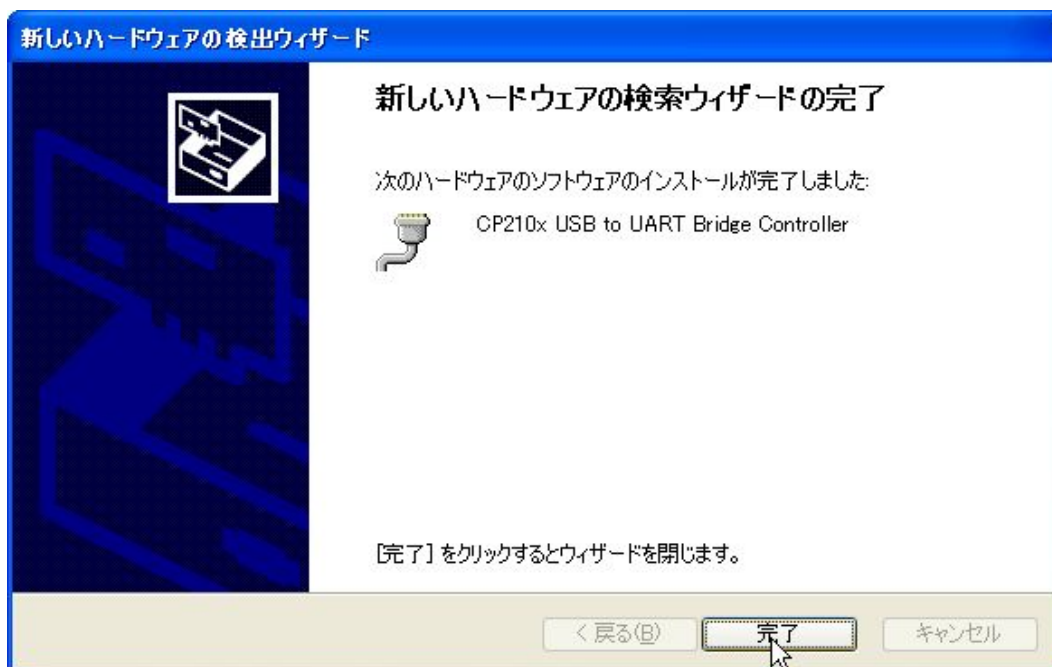 新しいハードウェアの検出ウィザード
新しいハードウェアの検索ウィザードの完了
次のハードウェアのソフトウェアのインストールが完了しました:
CP210x USB to UART Bridge Controller
[完了] をクリックするとウィザードを閉じます。
< 戻る(B) 完了 キャンセル